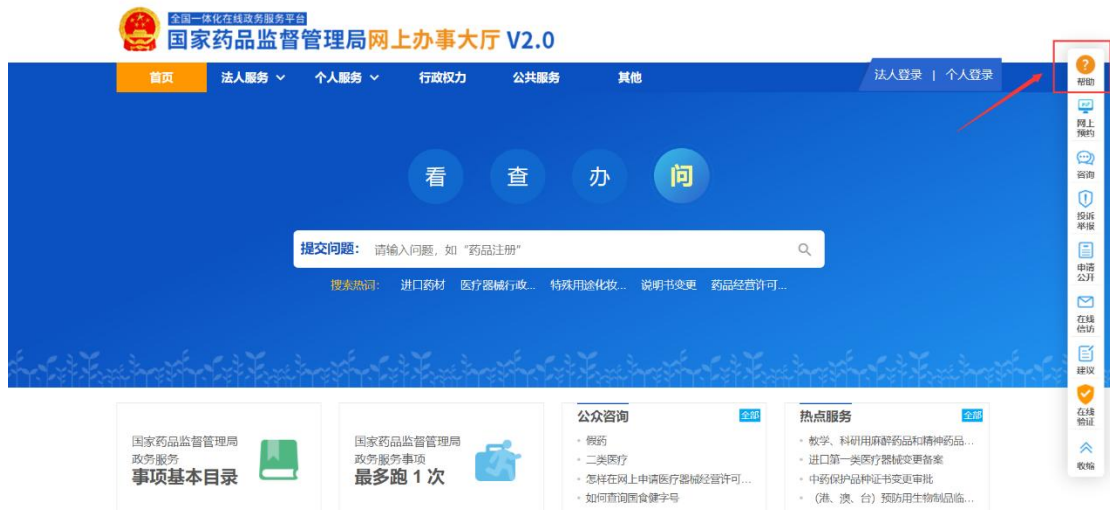 全国一体化在线政务服务平台
国家药品监督管理局网上办事大厅 V2.0
首页 法人服务 个人服务 行政权力 公共服务 其他 法人登录 | 个人登录
看 查 办 问
提交问题： 请输入问题，如“药品注册”
搜索热词： 进口药材 医疗器械行政... 特殊用途化妆... 说明书变更 药品经营许可...
国家药品监督管理局
政务服务
事项基本目录
国家药品监督管理局
政务服务事项
最多跑 1 次
公众咨询 全部
· 假药
· 二类医疗
· 怎样在网上申请医疗器械经营许可...
· 如何查询国食健字号
热点服务 全部
· 教学、科研用麻醉药品和精神药品...
· 进口第一类医疗器械变更备案
· 中药保护品种证书变更审批
· （港、澳、台）预防用生物制品临...
?
帮助
网上
预约
咨询
投诉
举报
申请
公开
在线
信访
建议
在线
验证
收缩